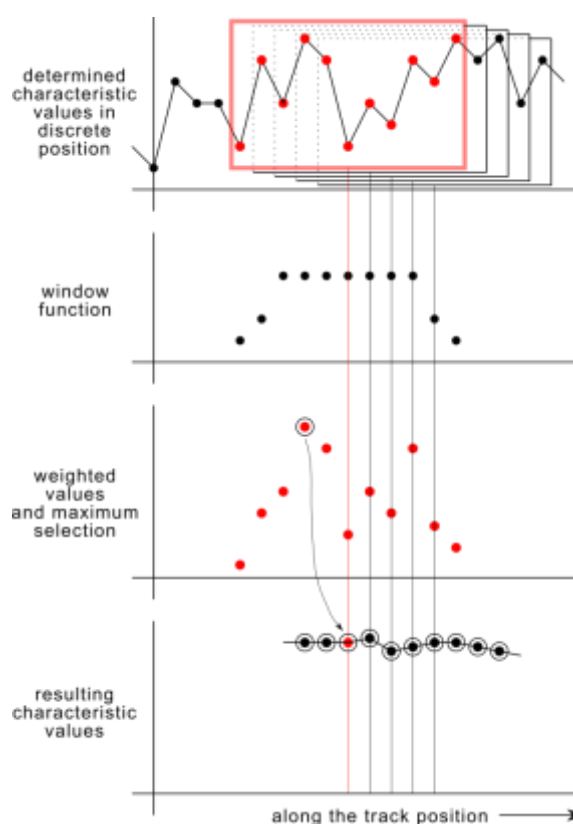 determined
characteristic
values in
discrete
position
window
function
weighted
values
and maximum
selection
resulting
characteristic
values
along the track position